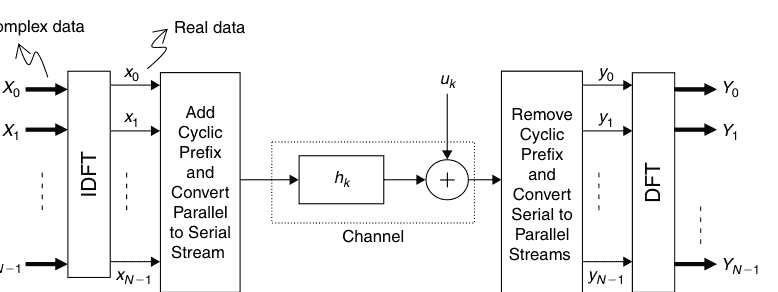 omplex data
Real data
X0
X1
N−1
IDFT
x0
x1
xN−1
Add
Cyclic
Prefix
and
Convert
Parallel
to Serial
Stream
hk
uk
+
Channel
Remove
Cyclic
Prefix
and
Convert
Serial to
Parallel
Streams
y0
y1
yN−1
DFT
Y0
Y1
YN−1